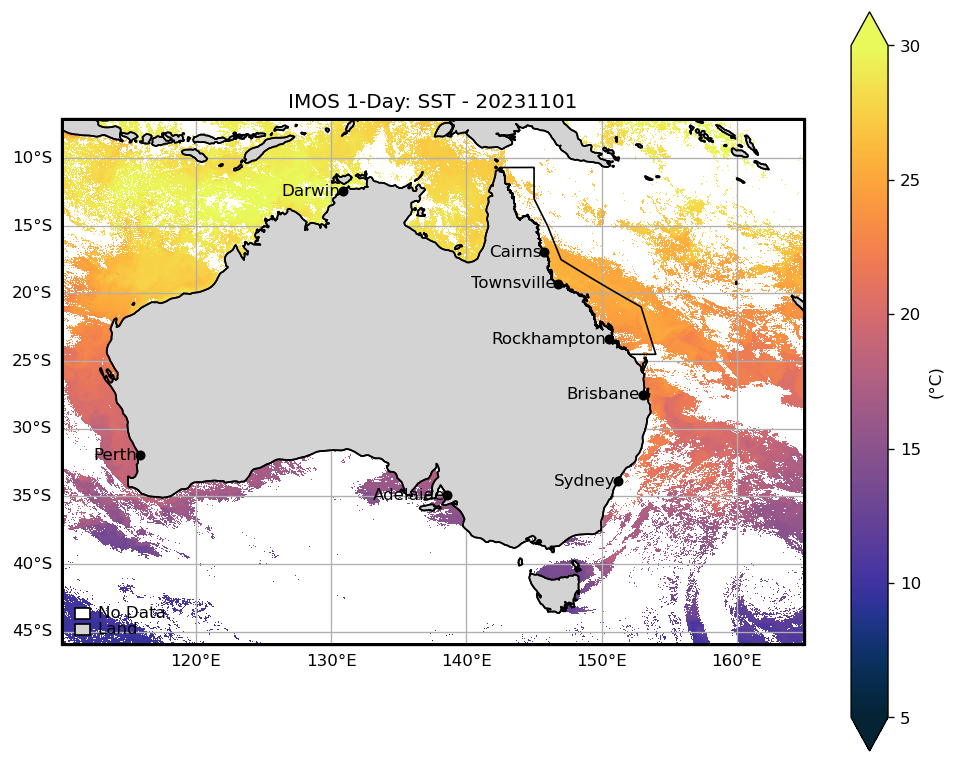 IMOS 1-Day: SST - 20231101
30
10°S
Darwin
25
15°S
Cairns
Townsville
20°S
20
Rockhampton
25°S
(°C)
Brisbane
30°S
15
Perth
Sydney
35°S
Adelaide
40°S
10
No Data
Land
45°S
120°E
130°E
140°E
150°E
160°E
5